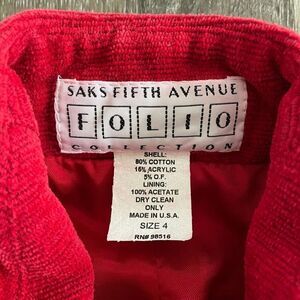 SAKS FIFTH AVENUE
FOLIO
COLLECTION
SHELL:
80% COTTON
15% ACRYLIC
5% O.F.
LINING:
100% ACETATE
DRY CLEAN
ONLY
MADE IN U.S.A.
SIZE 4
RN# 98516